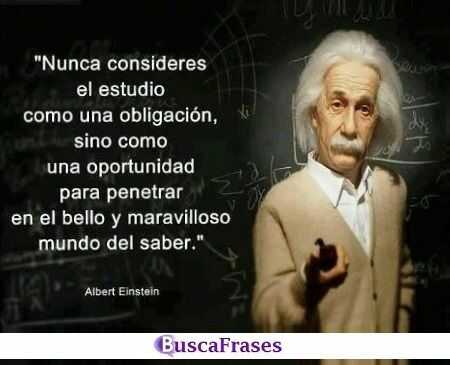 "Nunca consideres
el estudio
como una obligación,
sino como
una oportunidad
para penetrar
en el bello y maravilloso
mundo del saber."
Albert Einstein
BuscaFrases